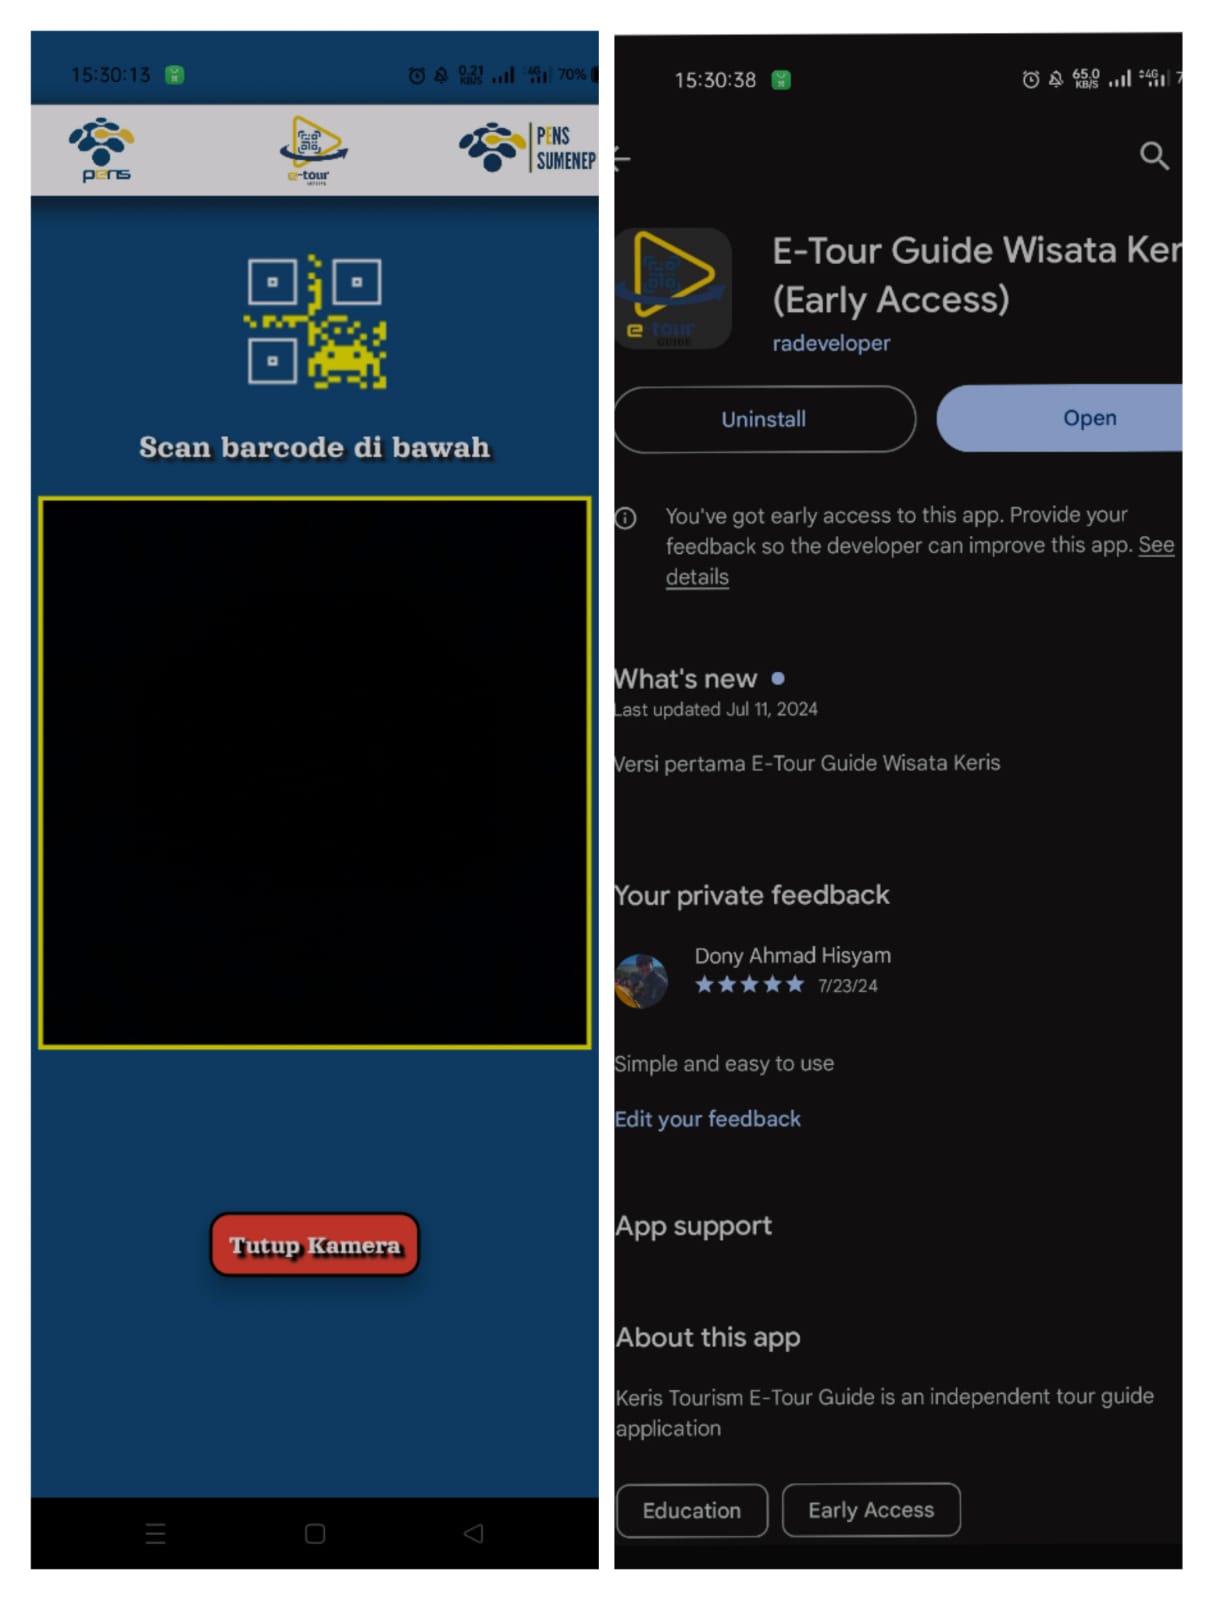 15:30:13
0.21
KB/S
4G
70%
pens
e-tour
PENS
SUMENEP
Scan barcode di bawah
Tutup Kamera
15:30:38
65.0
KB/S
4G
E-Tour Guide Wisata Ker
(Early Access)
radeveloper
e-tour
GUIDE
Uninstall
Open
You've got early access to this app. Provide your
feedback so the developer can improve this app. See
details
What's new
Last updated Jul 11, 2024
Versi pertama E-Tour Guide Wisata Keris
Your private feedback
Dony Ahmad Hisyam
7/23/24
Simple and easy to use
Edit your feedback
App support
About this app
Keris Tourism E-Tour Guide is an independent tour guide
application
Education
Early Access